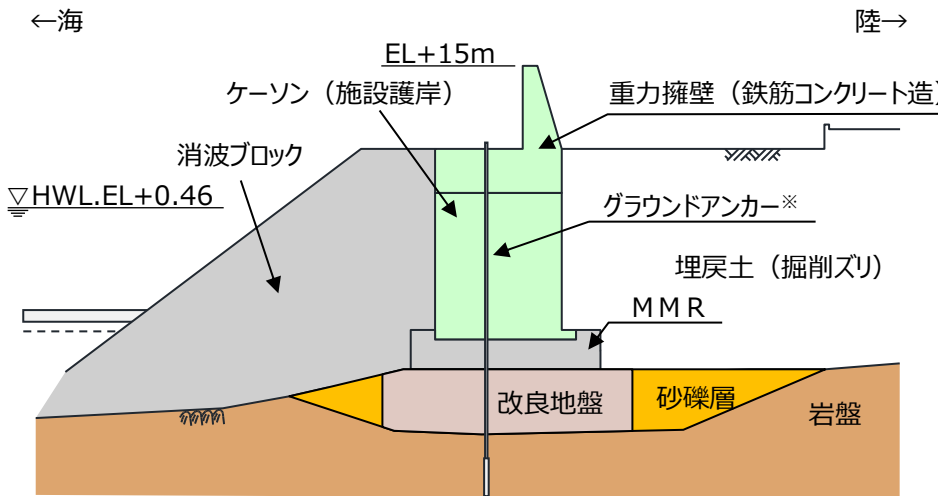 ←海
陸→
EL+15m
ケーソン（施設護岸）
重力擁壁（鉄筋コンクリート造）
消波ブロック
▽HWL.EL+0.46
グラウンドアンカー※
埋戻土（掘削ズリ）
ＭＭＲ
改良地盤
砂礫層
岩盤